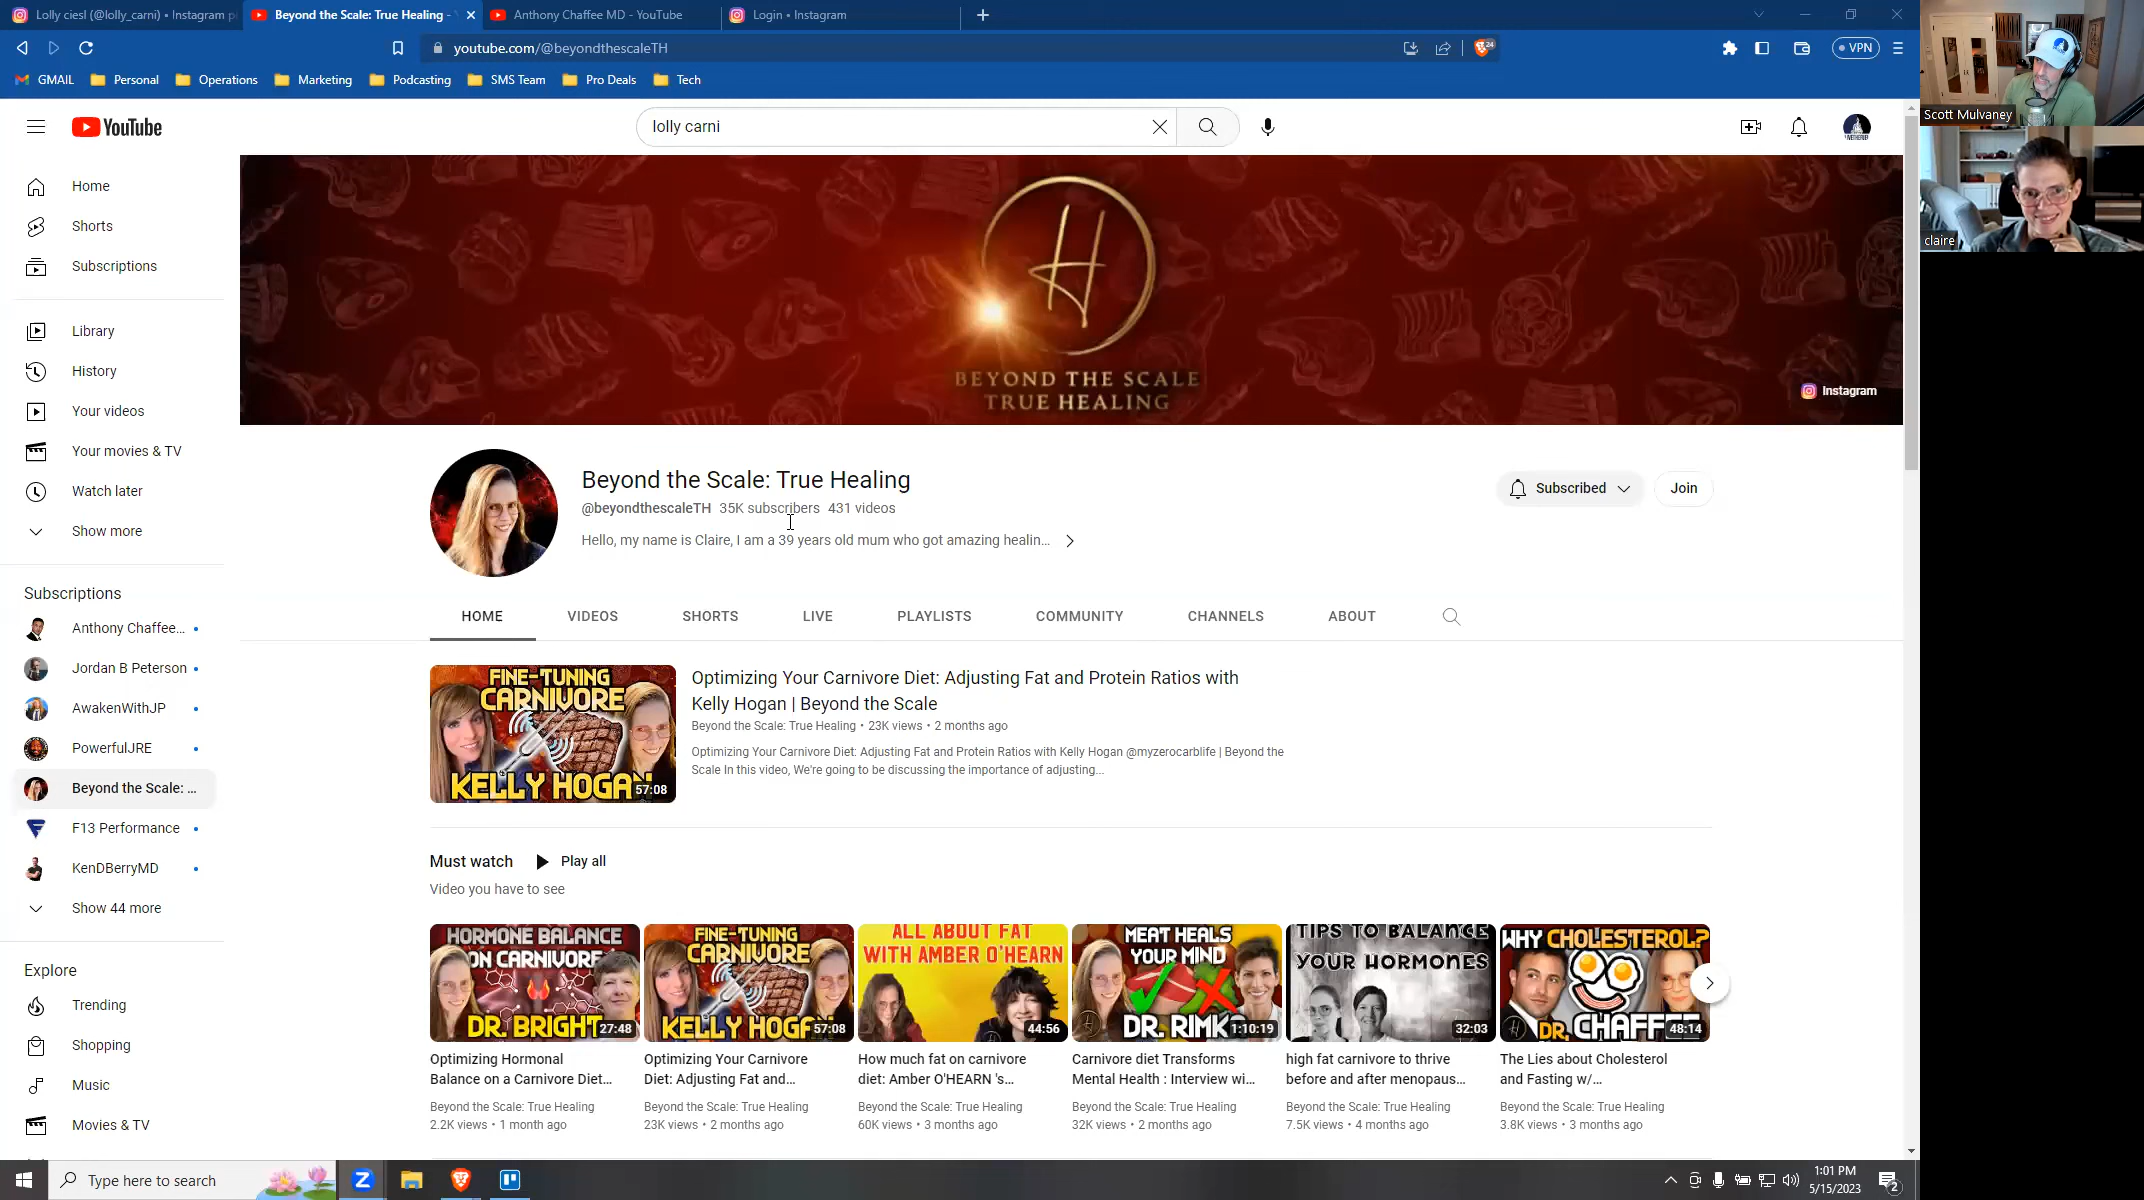 Lolly ciesl (@lolly_carni) • Instagram p
Beyond the Scale: True Healing -
Anthony Chaffee MD - YouTube
Login • Instagram
youtube.com/@beyondthescaleTH
24
VPN
GMAIL
Personal
Operations
Marketing
Podcasting
SMS Team
Pro Deals
Tech
Scott Mulvaney
claire
YouTube
lolly carni
Home
Shorts
Subscriptions
Library
History
Your videos
Your movies & TV
Watch later
Show more
Subscriptions
Anthony Chaffee...
Jordan B Peterson
AwakenWithJP
PowerfulJRE
Beyond the Scale: ...
F13 Performance
KenDBerryMD
Show 44 more
Explore
Trending
Shopping
Music
Movies & TV
H
BEYOND THE SCALE
TRUE HEALING
Instagram
Beyond the Scale: True Healing
@beyondthescaleTH 35K subscribers 431 videos
Hello, my name is Claire, I am a 39 years old mum who got amazing healin...
Subscribed
Join
HOME
VIDEOS
SHORTS
LIVE
PLAYLISTS
COMMUNITY
CHANNELS
ABOUT
FINE-TUNING
CARNIVORE
KELLY HOGAN
57:08
Optimizing Your Carnivore Diet: Adjusting Fat and Protein Ratios with
Kelly Hogan | Beyond the Scale
Beyond the Scale: True Healing • 23K views • 2 months ago
Optimizing Your Carnivore Diet: Adjusting Fat and Protein Ratios with Kelly Hogan @myzerocarblife | Beyond the
Scale In this video, We're going to be discussing the importance of adjusting...
Must watch
Play all
Video you have to see
HORMONE BALANCE
ON CARNIVORE
DR. BRIGHT
27:48
Optimizing Hormonal
Balance on a Carnivore Diet...
Beyond the Scale: True Healing
2.2K views • 1 month ago
FINE-TUNING
CARNIVORE
KELLY HOGAN
57:08
Optimizing Your Carnivore
Diet: Adjusting Fat and...
Beyond the Scale: True Healing
23K views • 2 months ago
ALL ABOUT FAT
WITH AMBER O'HEARN
44:56
How much fat on carnivore
diet: Amber O'HEARN 's...
Beyond the Scale: True Healing
60K views • 3 months ago
MEAT HEALS
YOUR MIND
DR. RIMK
1:10:19
Carnivore diet Transforms
Mental Health : Interview wi...
Beyond the Scale: True Healing
32K views • 2 months ago
TIPS TO BALANCE
YOUR HORMONES
32:03
high fat carnivore to thrive
before and after menopaus...
Beyond the Scale: True Healing
7.5K views • 4 months ago
WHY CHOLESTEROL?
DR. CHAFFEE
48:14
The Lies about Cholesterol
and Fasting w/...
Beyond the Scale: True Healing
3.8K views • 3 months ago
Type here to search
1:01 PM
5/15/2023
2